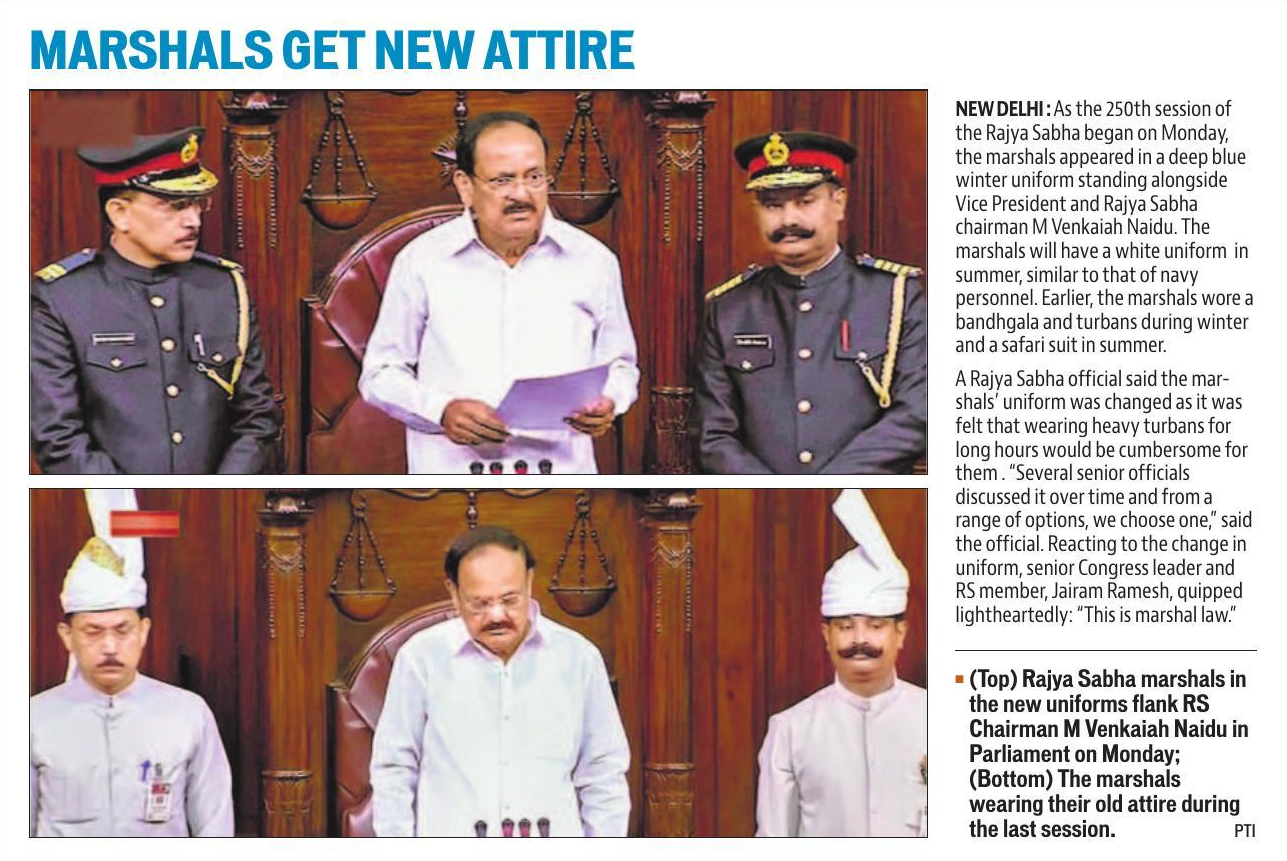 MARSHALS GET NEW ATTIRE
NEW DELHI : As the 250th session of
the Rajya Sabha began on Monday,
the marshals appeared in a deep blue
winter uniform standing alongside
Vice President and Rajya Sabha
chairman M Venkaiah Naidu. The
marshals will have a white uniform in
summer, similar to that of navy
personnel. Earlier, the marshals wore a
bandhgala and turbans during winter
and a safari suit in summer.
A Rajya Sabha official said the mar-
shals’ uniform was changed as it was
felt that wearing heavy turbans for
long hours would be cumbersome for
them . “Several senior officials
discussed it over time and from a
range of options, we choose one,” said
the official. Reacting to the change in
uniform, senior Congress leader and
RS member, Jairam Ramesh, quipped
lightheartedly: “This is marshal law.”
(Top) Rajya Sabha marshals in
the new uniforms flank RS
Chairman M Venkaiah Naidu in
Parliament on Monday;
(Bottom) The marshals
wearing their old attire during
the last session. PTI